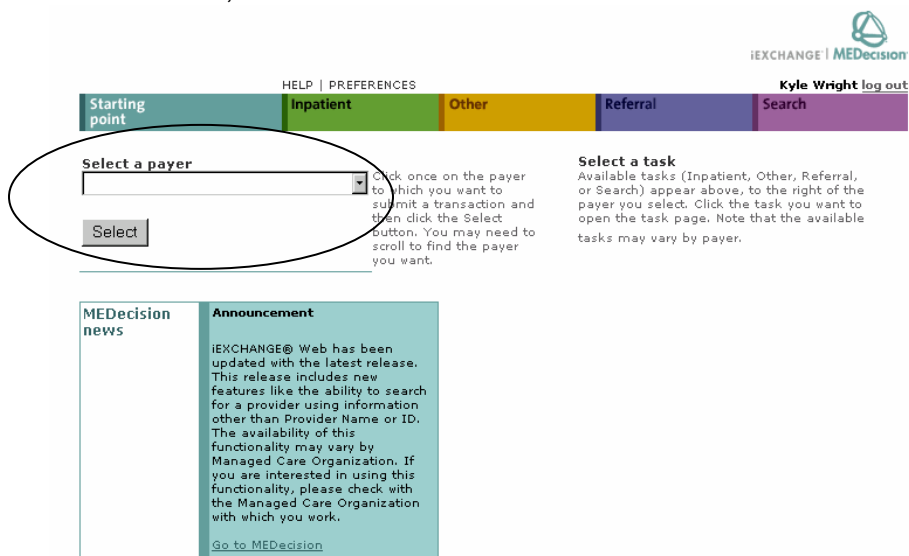 iEXCHANGE® | MEDecision
HELP | PREFERENCES
Kyle Wright log out
Starting
point
Inpatient
Other
Referral
Search
Select a payer
Select
Click once on the payer
to which you want to
submit a transaction and
then click the Select
button. You may need to
scroll to find the payer
you want.
Select a task
Available tasks (Inpatient, Other, Referral,
or Search) appear above, to the right of the
payer you select. Click the task you want to
open the task page. Note that the available
tasks may vary by payer.
MEDecision
news
Announcement
iEXCHANGE® Web has been
updated with the latest release.
This release includes new
features like the ability to search
for a provider using information
other than Provider Name or ID.
The availability of this
functionality may vary by
Managed Care Organization. If
you are interested in using this
functionality, please check with
the Managed Care Organization
with which you work.
Go to MEDecision